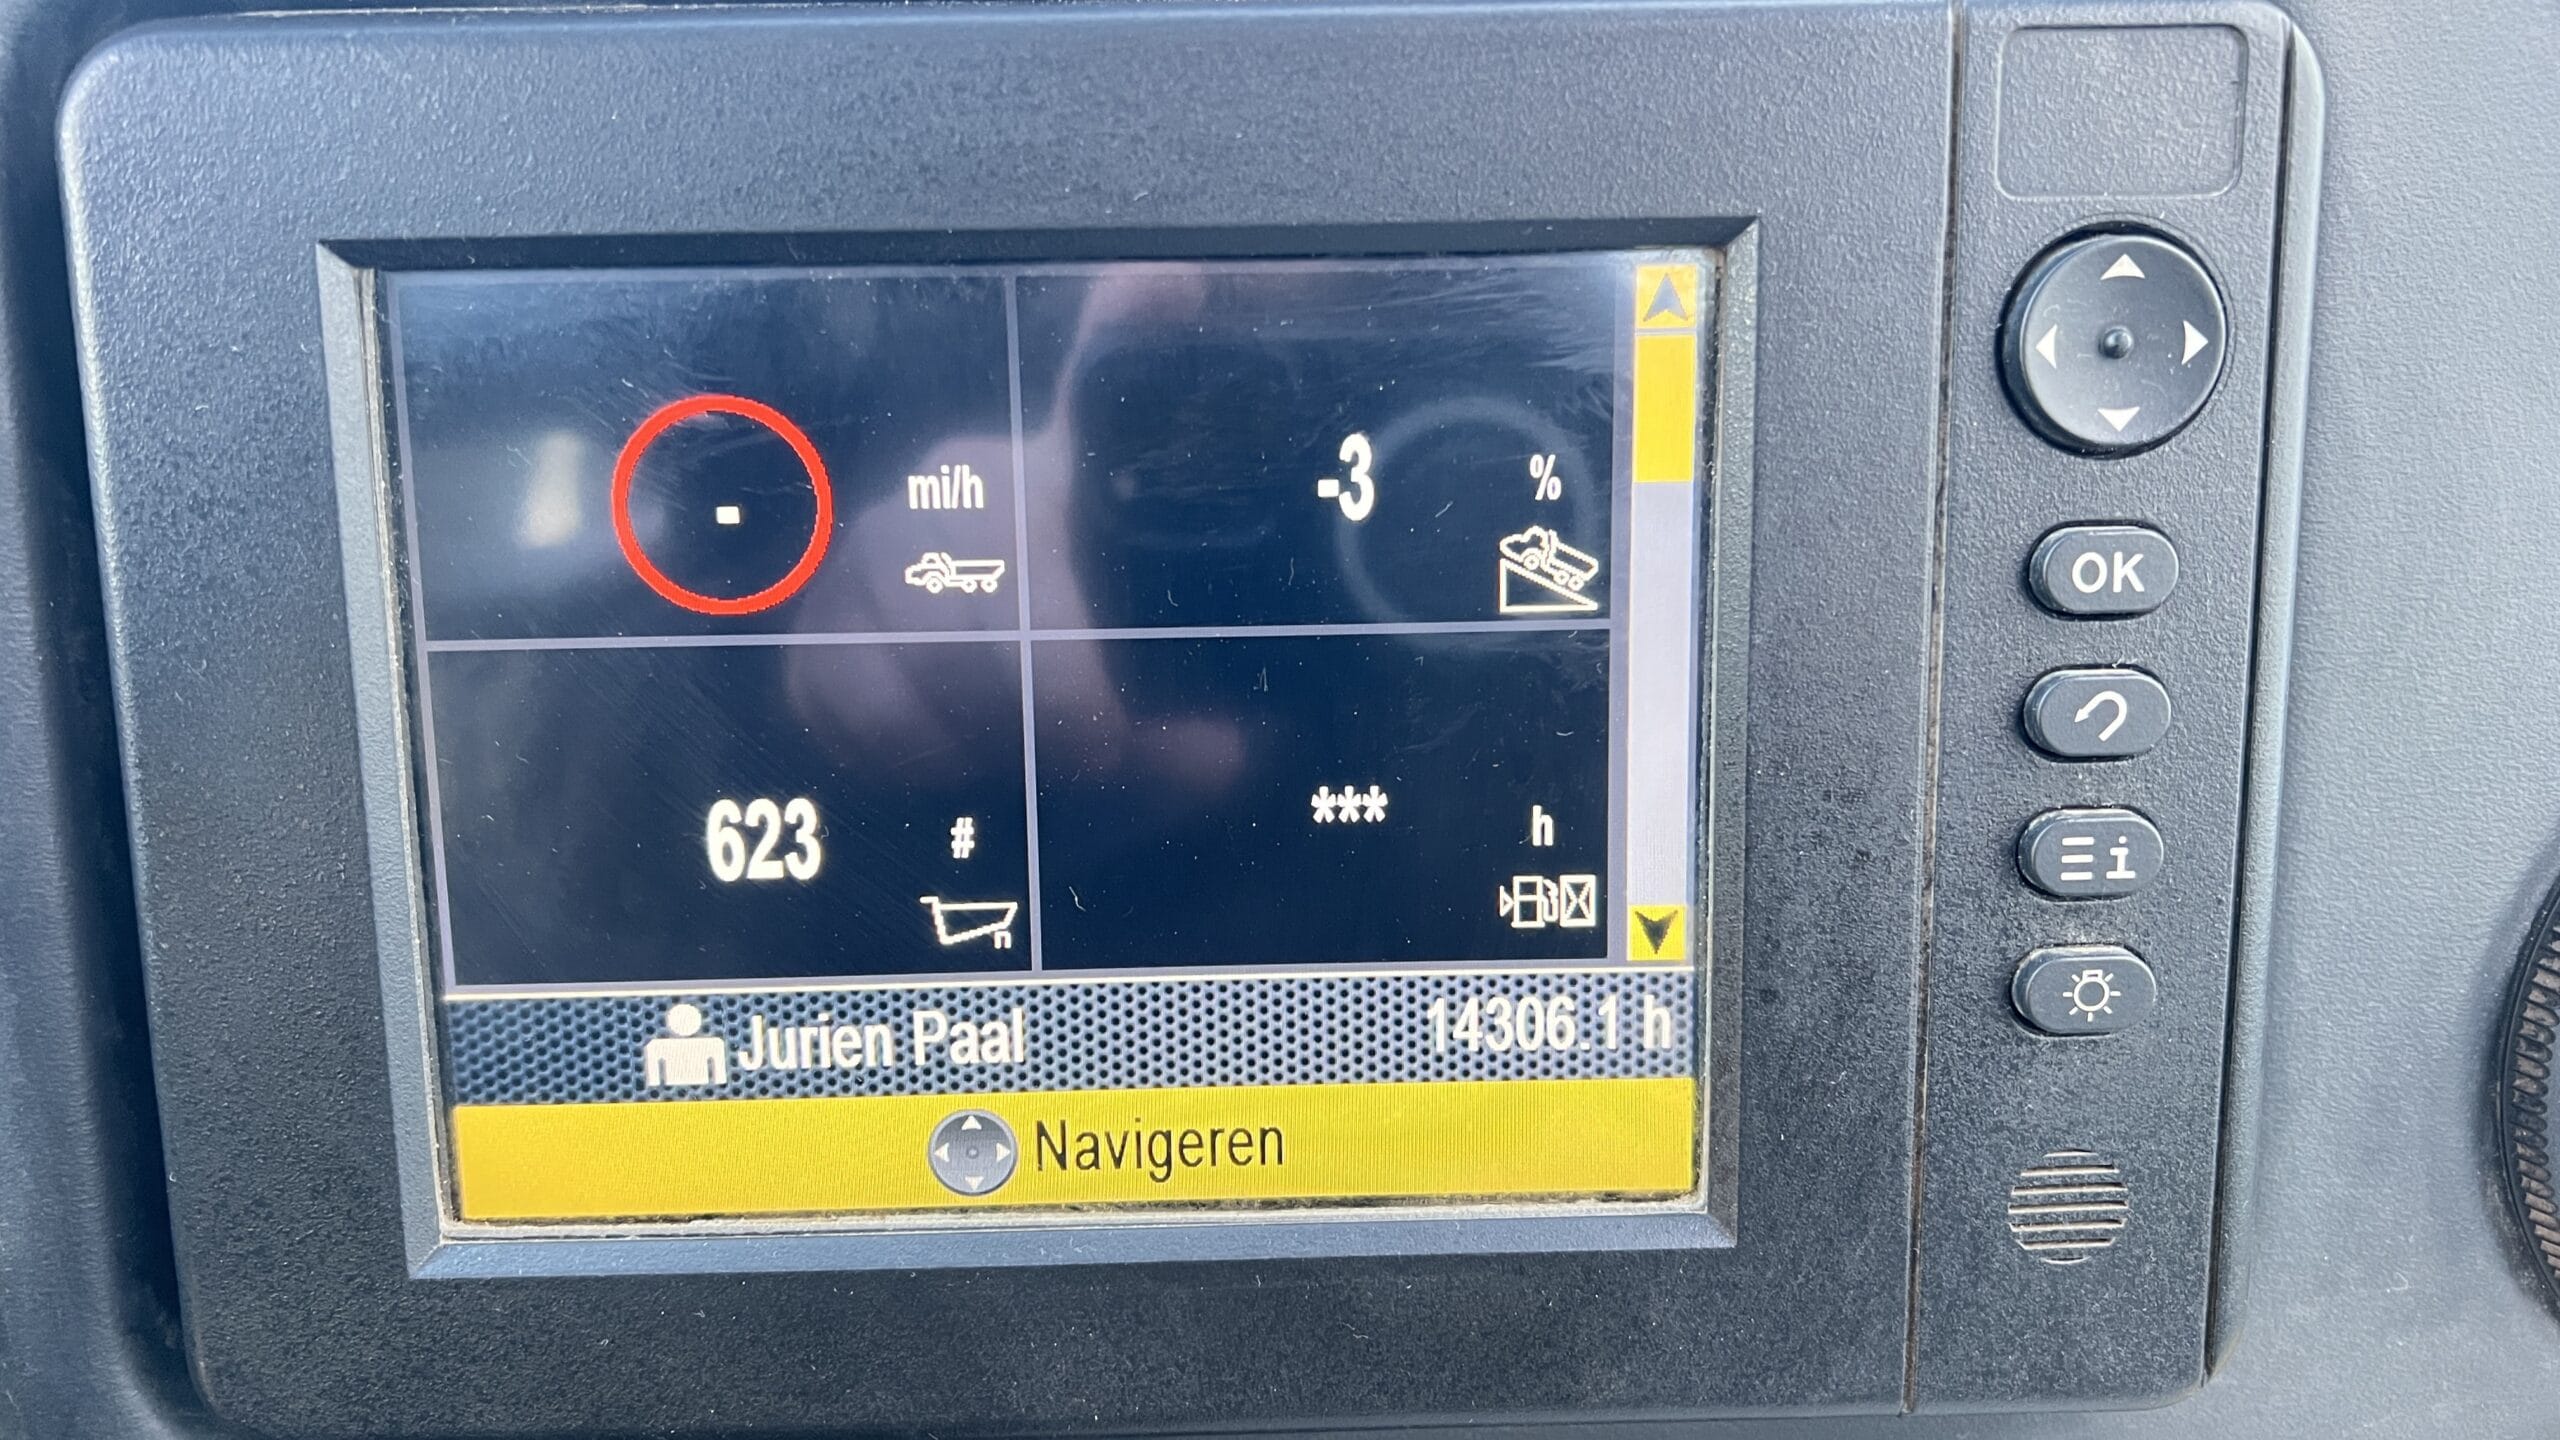 - mi/h
-3 %
623 #
n
*** h
Jurien Paal 14306.1 h
Navigeren
OK
i